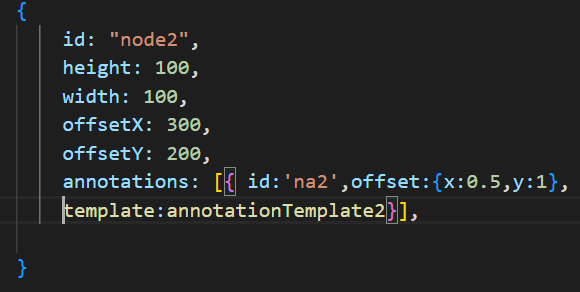 {
id: "node2",
height: 100,
width: 100,
offsetX: 300,
offsetY: 200,
annotations: [{ id:'na2',offset:{x:0.5,y:1},
template:annotationTemplate2}],
}